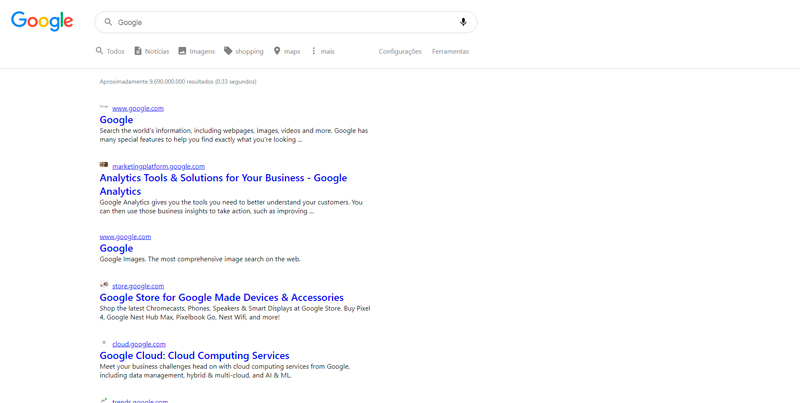 Google
Google
Todos Notícias Imagens shopping maps mais Configurações Ferramentas
Aproximadamente 9,690,000,000 resultados (0.33 segundos)
www.google.com
Google
Search the world's information, including webpages, images, videos and more. Google has
many special features to help you find exactly what you're looking ...
marketingplatform.google.com
Analytics Tools & Solutions for Your Business - Google
Analytics
Google Analytics gives you the tools you need to better understand your customers. You
can then use those business insights to take action, such as improving ...
www.google.com
Google
Google Images. The most comprehensive image search on the web.
store.google.com
Google Store for Google Made Devices & Accessories
Shop the latest Chromecasts, Phones, Speakers & Smart Displays at Google Store. Buy Pixel
4, Google Nest Hub Max, Pixelbook Go, Nest Wifi, and more!
cloud.google.com
Google Cloud: Cloud Computing Services
Meet your business challenges head on with cloud computing services from Google,
including data management, hybrid & multi-cloud, and AI & ML.
trends.google.com